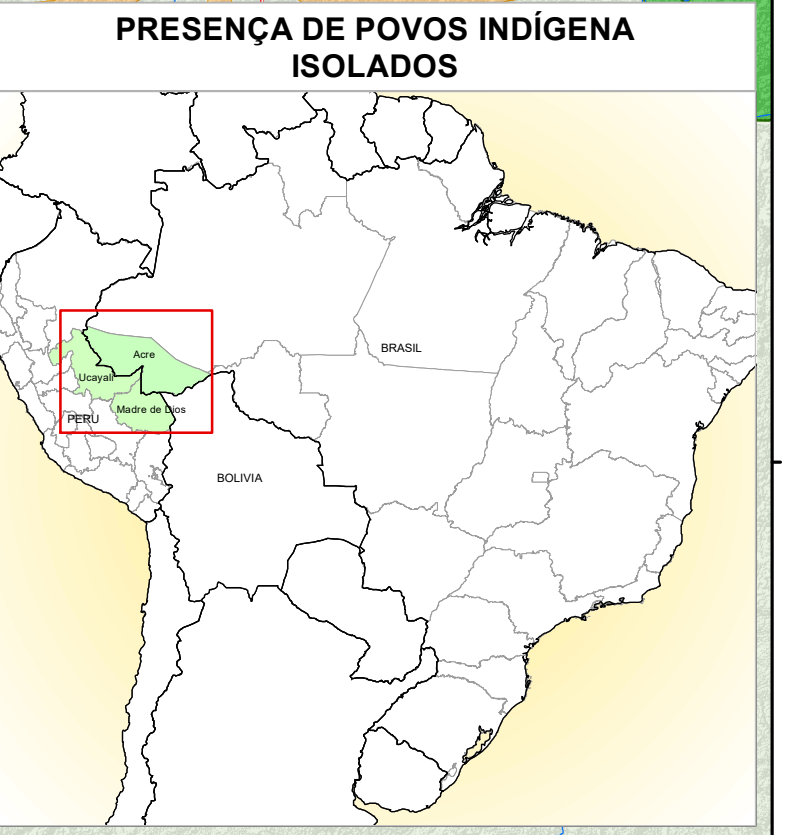 PRESENÇA DE POVOS INDÍGENA
ISOLADOS
BRASIL
Acre
Ucayali
Madre de Dios
PERU
BOLIVIA